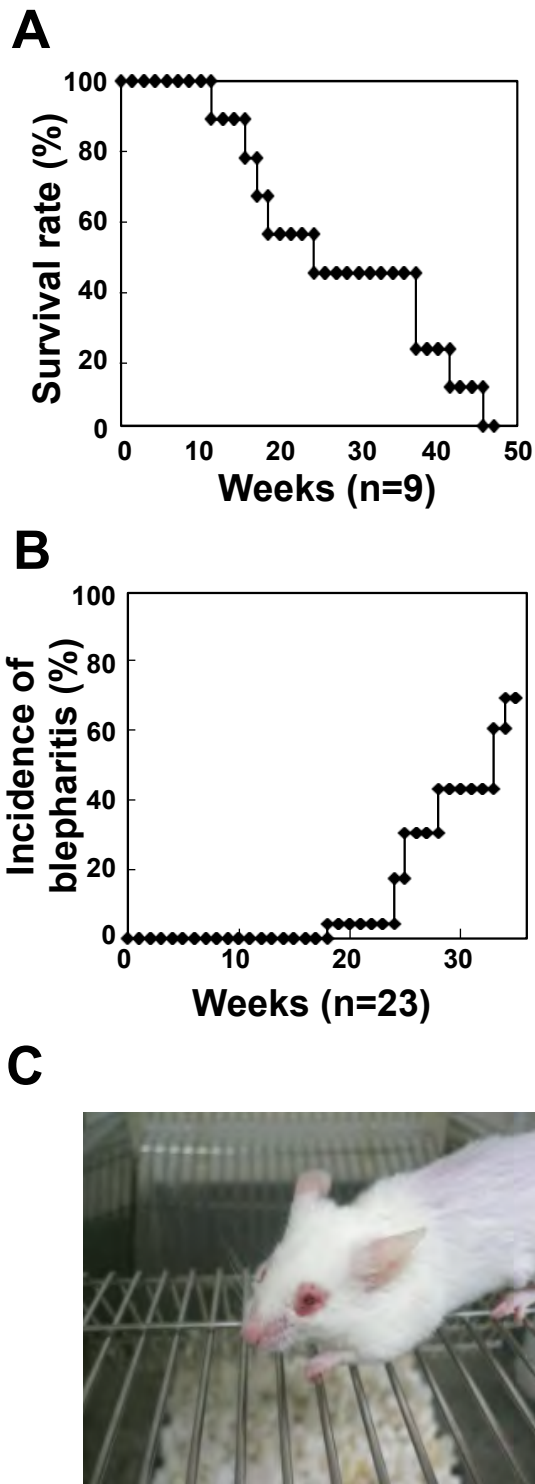 A
Survival rate (%)
100
80
60
40
20
0
0 10 20 30 40 50
Weeks (n=9)
B
Incidence of
blepharitis (%)
100
80
60
40
20
0
0 10 20 30
Weeks (n=23)
C